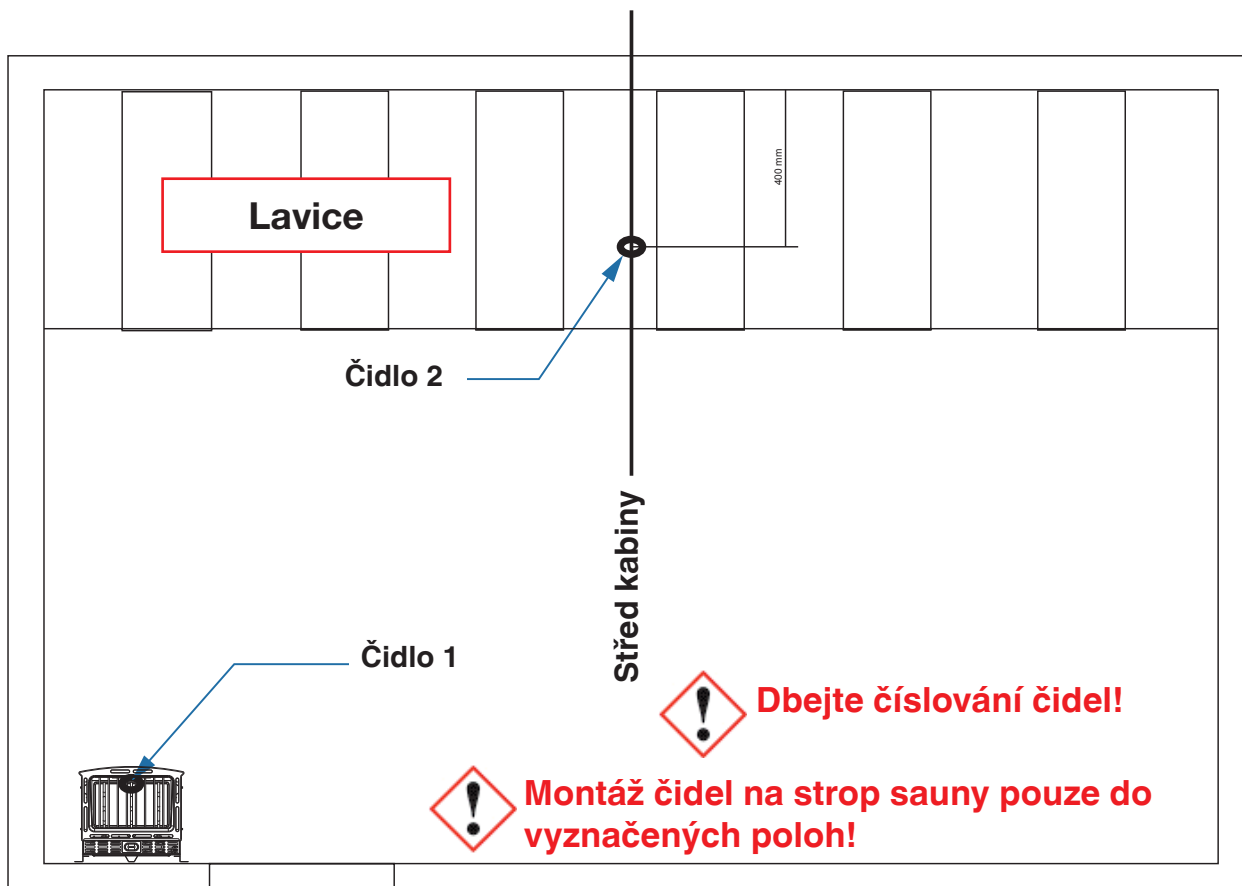 400 mm
Lavice
Čidlo 2
Střed kabiny
Čidlo 1
Dbejte číslování čidel!
Montáž čidel na strop sauny pouze do
vyznačených poloh!